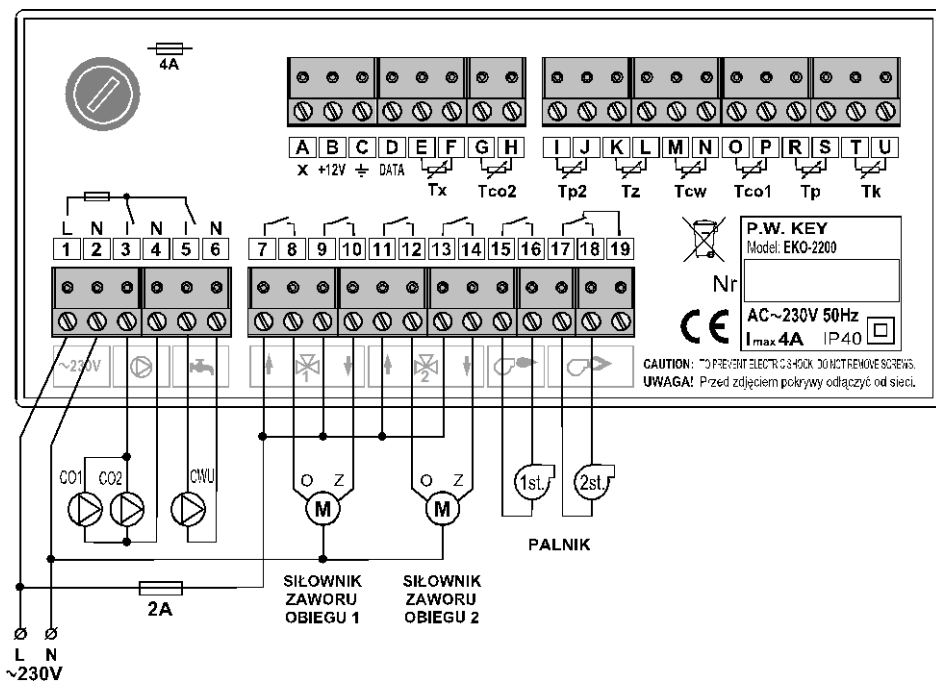 4A
A B C D E F G H I J K L M N O P R S T U
X +12V DATA Tx Tco2 Tp2 Tz Tcw Tco1 Tp Tk
L N N N
1 2 3 4 5 6 7 8 9 10 11 12 13 14 15 16 17 18 19
P.W. KEY
Model: EKO-2200
Nr
AC~230V 50Hz
Imax 4A IP40
CE
CAUTION: TO PREVENT ELECTRIC SHOCK, DO NOT REMOVE SCREWS.
UWAGA! Przed zdjęciem pokrywy odłączyć od sieci.
~230V 1 2
CO1 CO2 CWU
O Z O Z
M M
1st. 2st.
PALNIK
SIŁOWNIK ZAWORU OBIEGU 1
SIŁOWNIK ZAWORU OBIEGU 2
2A
L N
~230V